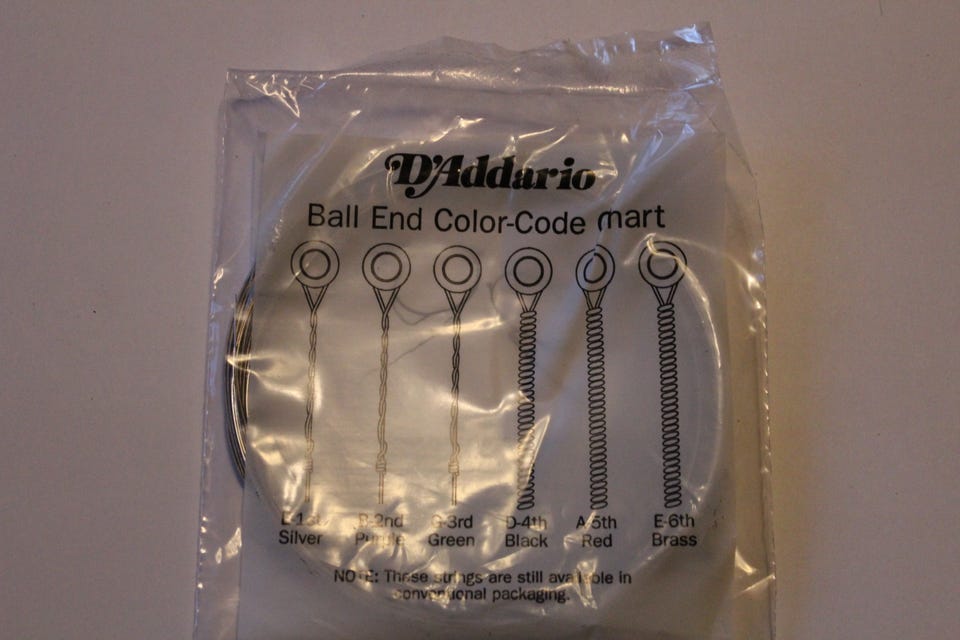 D'Addario
Ball End Color-Code Chart
E-1st B-2nd G-3rd D-4th A-5th E-6th
Silver Purple Green Black Red Brass
NOTE: These strings are still available in
conventional packaging.